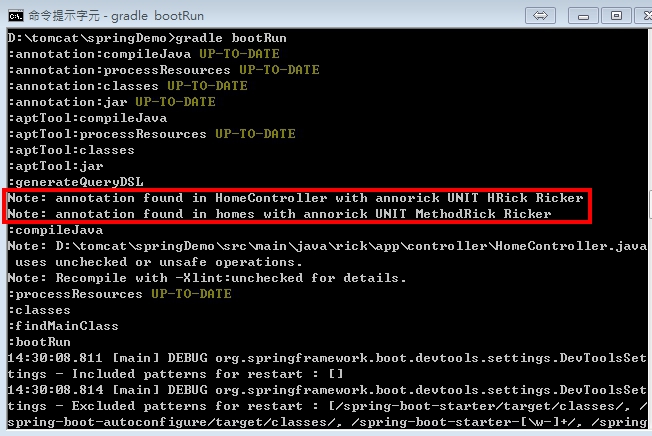 命令提示字元 - gradle bootRun
D:\tomcat\springDemo>gradle bootRun
:annotation:compileJava UP-TO-DATE
:annotation:processResources UP-TO-DATE
:annotation:classes UP-TO-DATE
:annotation:jar UP-TO-DATE
:aptTool:compileJava
:aptTool:processResources UP-TO-DATE
:aptTool:classes
:aptTool:jar
:generateQueryDSL
Note: annotation found in HomeController with annorick UNIT HRick Ricker
Note: annotation found in homes with annorick UNIT MethodRick Ricker
:compileJava
Note: D:\tomcat\springDemo\src\main\java\rick\app\controller\HomeController.java
 uses unchecked or unsafe operations.
Note: Recompile with -Xlint:unchecked for details.
:processResources UP-TO-DATE
:classes
:findMainClass
:bootRun
14:30:08.811 [main] DEBUG org.springframework.boot.devtools.settings.DevToolsSet
tings - Included patterns for restart : []
14:30:08.814 [main] DEBUG org.springframework.boot.devtools.settings.DevToolsSet
tings - Excluded patterns for restart : [/spring-boot-starter/target/classes/, /
spring-boot-autoconfigure/target/classes/, /spring-boot-starter-[\w-]+/, /spring